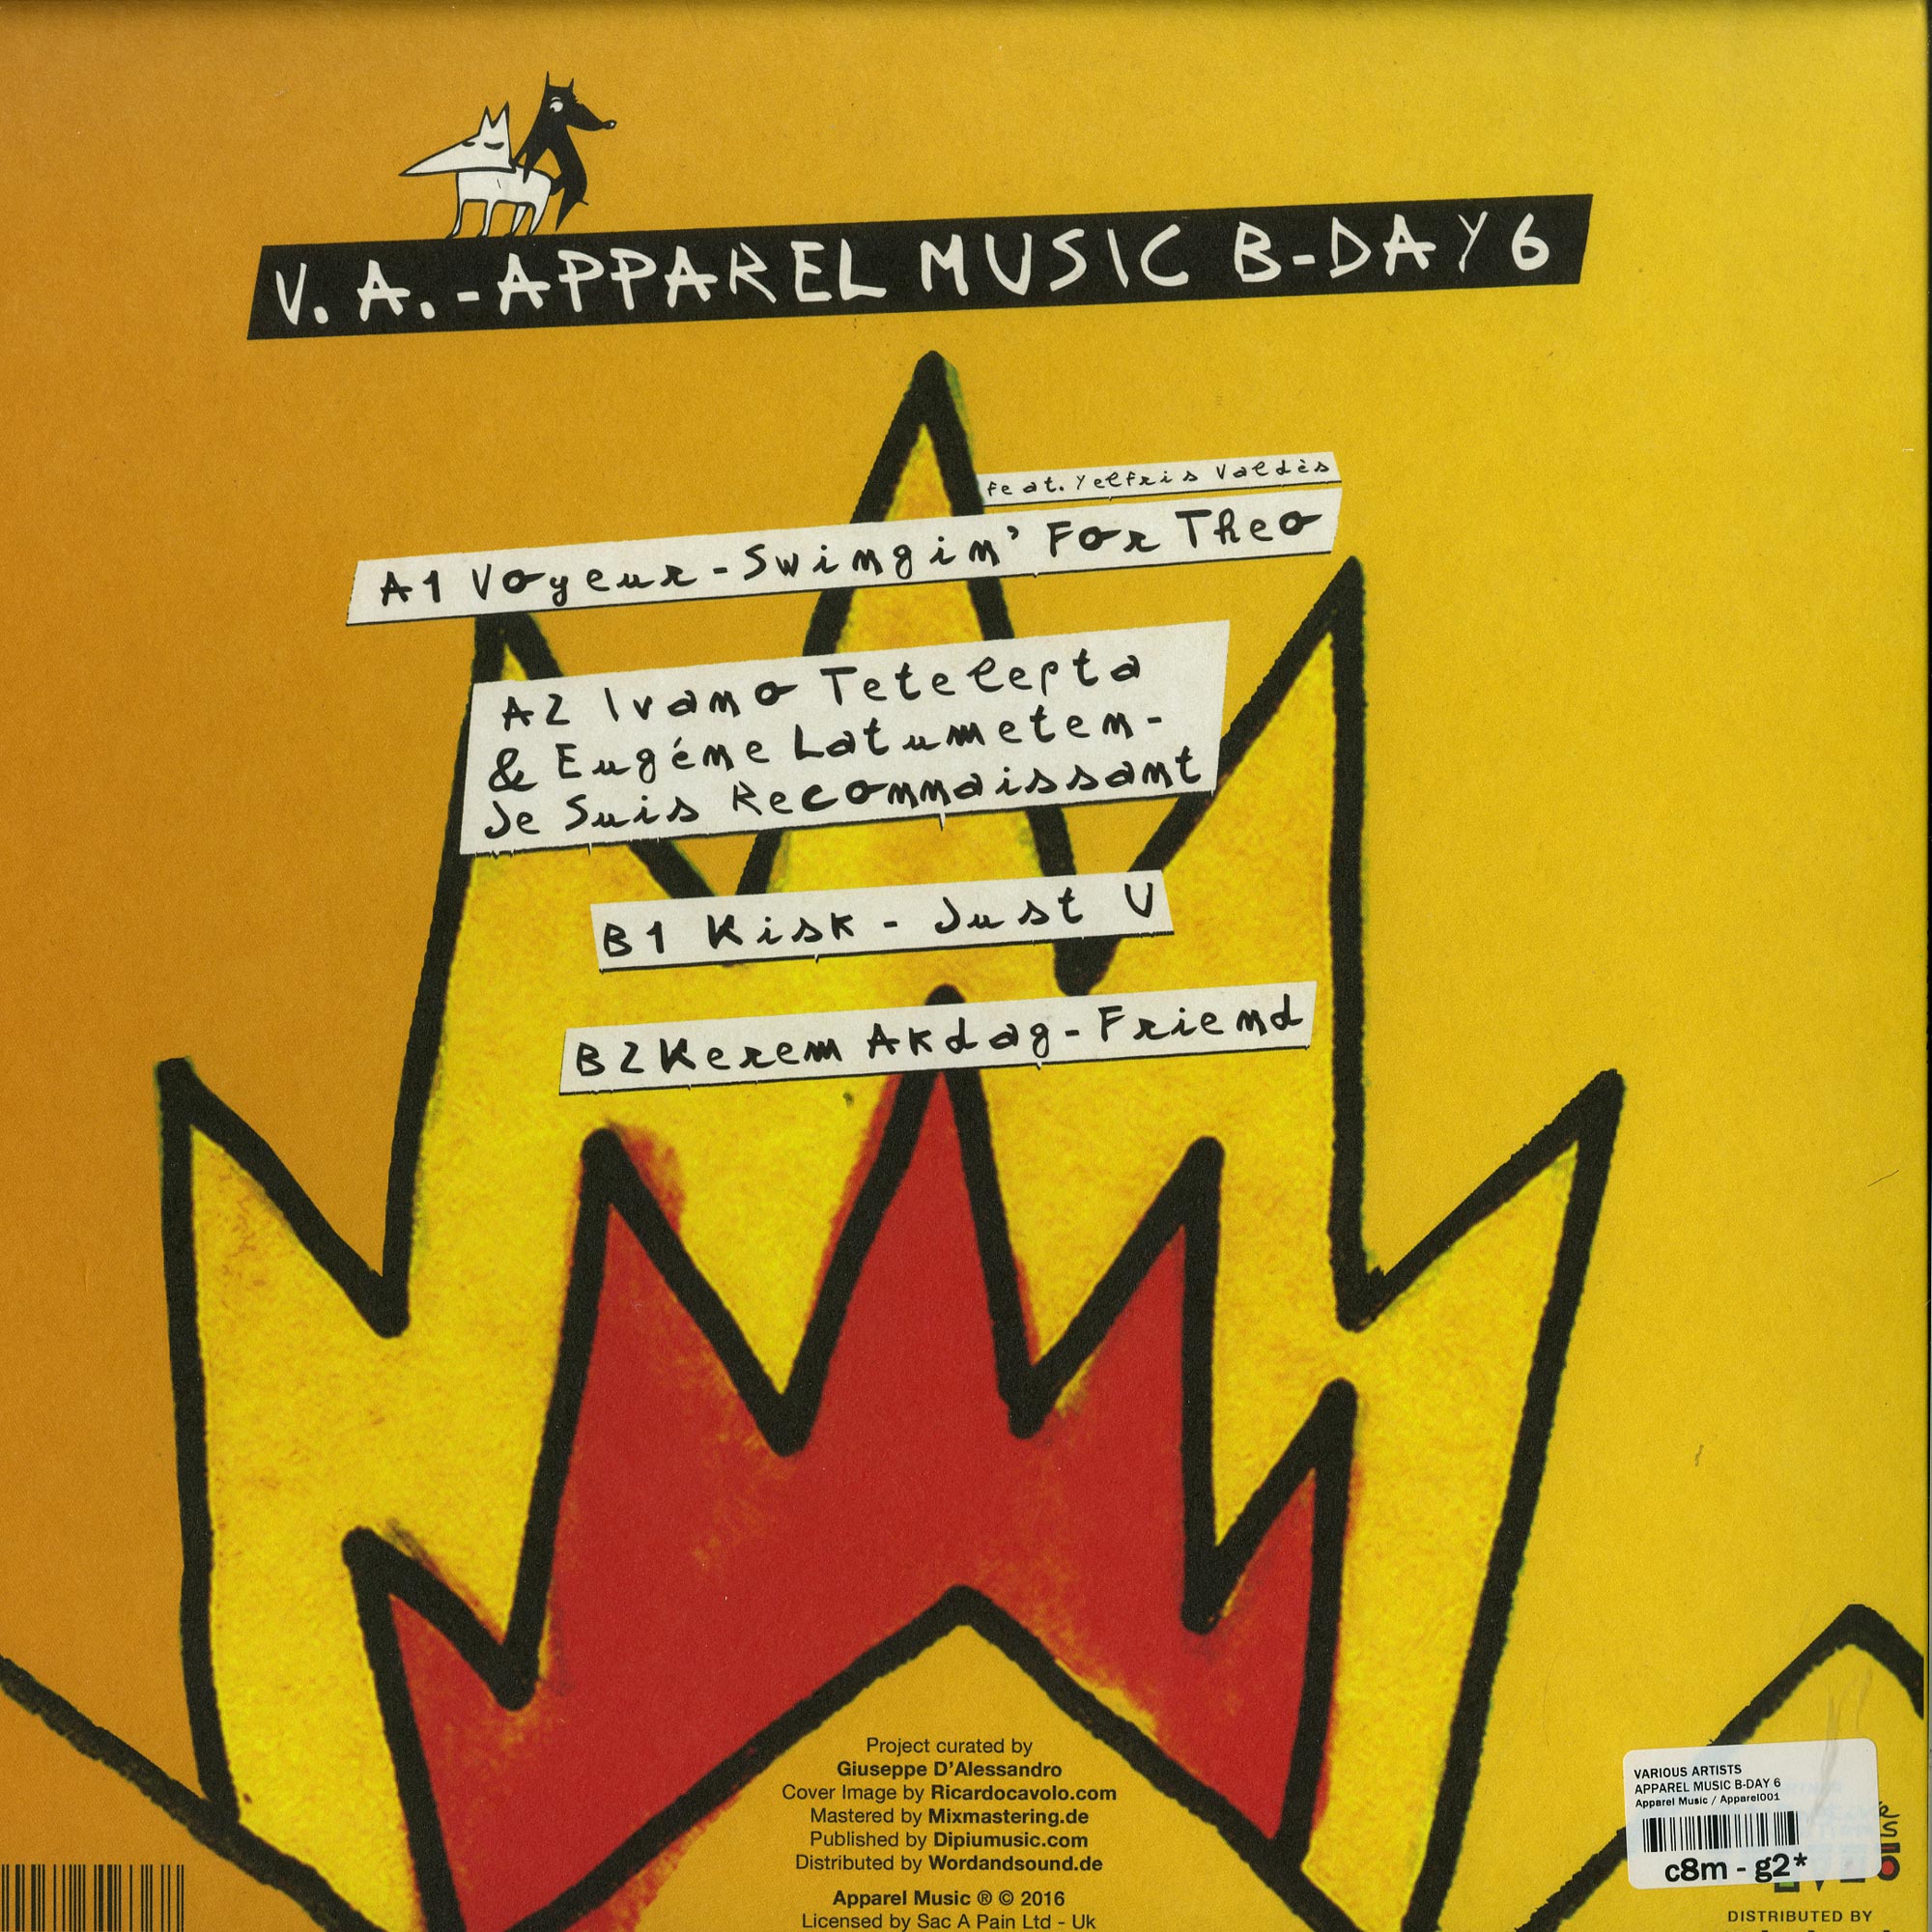 V. A. - APPAREL MUSIC B-DAY 6
feat. Yelfris Valdès
A1 Voyeur - Swingin' For Theo
A2 Ivano Tetelepta
& Eugéne Latumeten -
Je Suis Reconnaissant
B1 Kisk - Just U
B2 Kerem Akdag - Friend
Project curated by
Giuseppe D'Alessandro
Cover Image by Ricardocavolo.com
Mastered by Mixmastering.de
Published by Dipiumusic.com
Distributed by Wordandsound.de
Apparel Music ® © 2016
Licensed by Sac A Pain Ltd - Uk
VARIOUS ARTISTS
APPAREL MUSIC B-DAY 6
Apparel Music / Apparel001
c8m - g2*
DISTRIBUTED BY